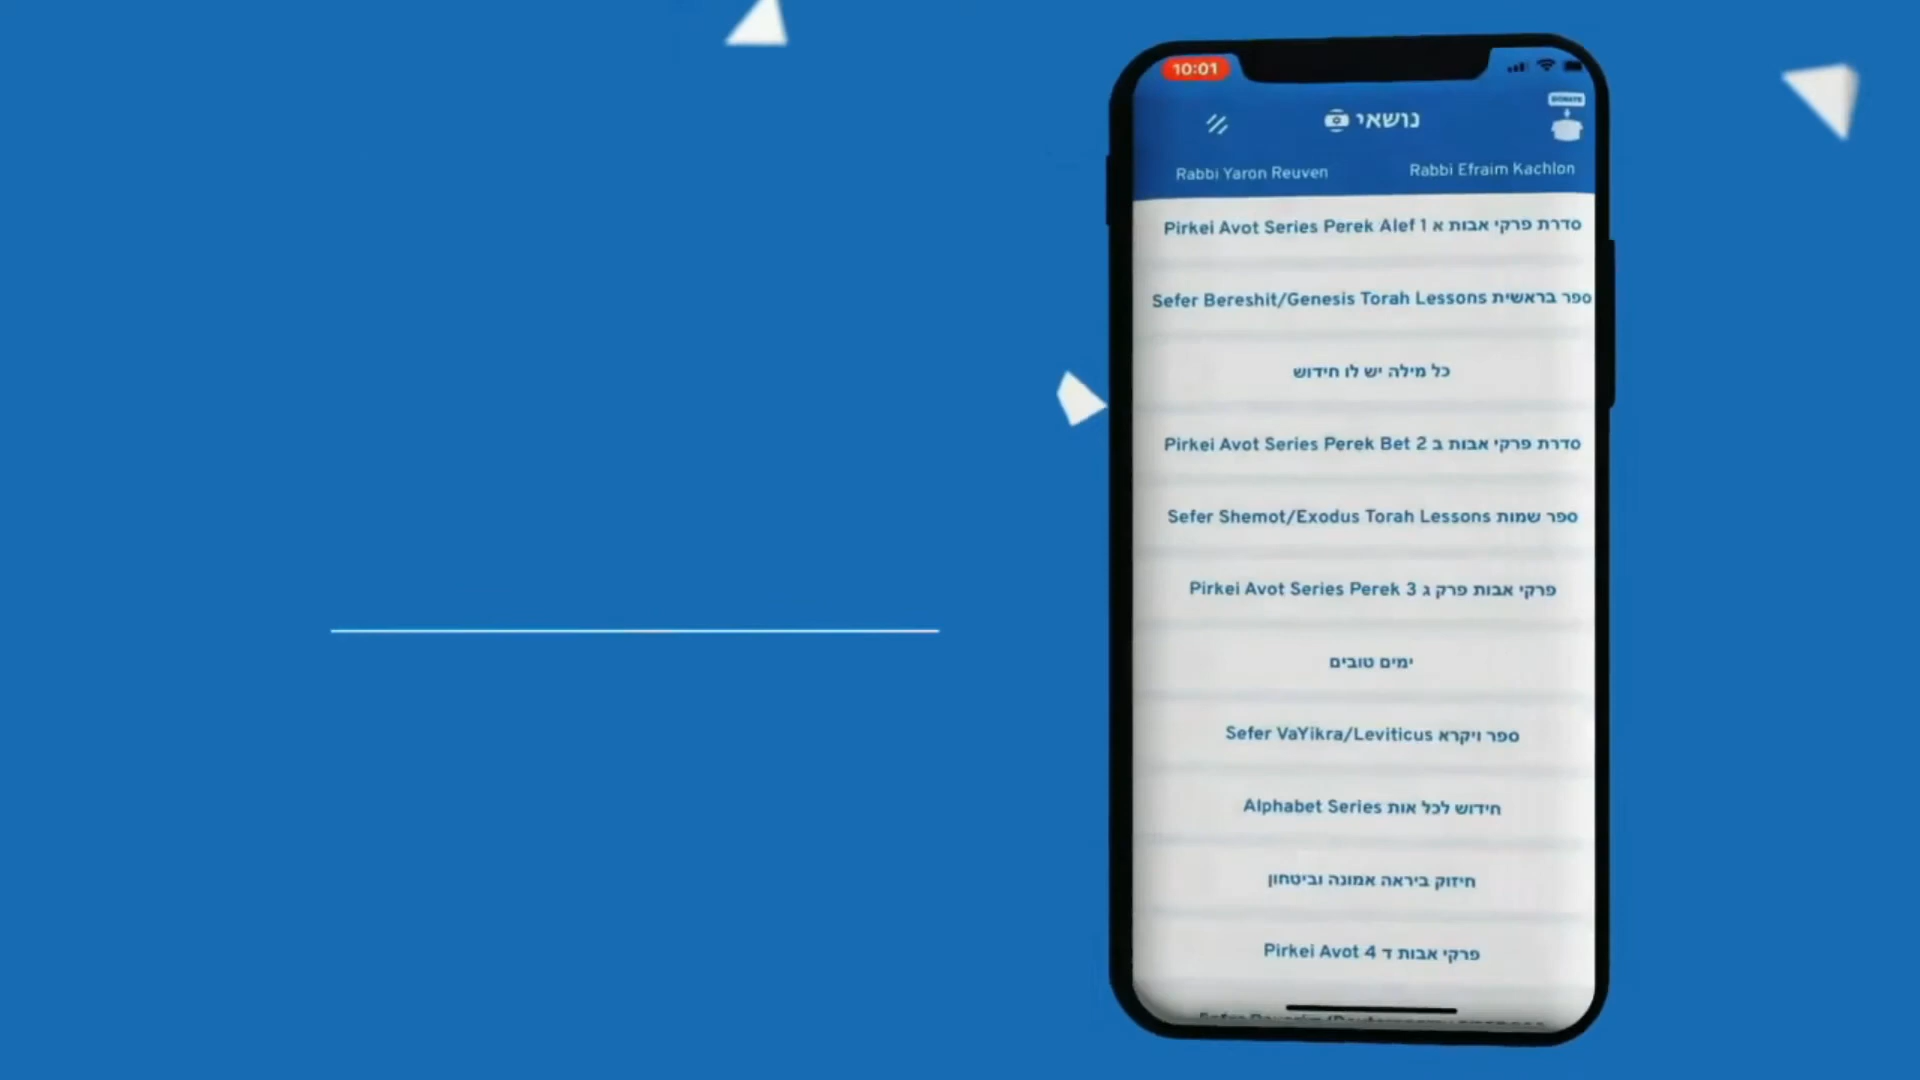 10:01
DONATE
נושאי
Rabbi Yaron Reuven
Rabbi Efraim Kachlon
Pirkei Avot Series Perek Alef 1 סדרת פרקי אבות א
Sefer Bereshit/Genesis Torah Lessons ספר בראשית
כל מילה יש לו חידוש
Pirkei Avot Series Perek Bet 2 סדרת פרקי אבות ב
Sefer Shemot/Exodus Torah Lessons ספר שמות
Pirkei Avot Series Perek 3 פרקי אבות פרק ג
ימים טובים
Sefer VaYikra/Leviticus ספר ויקרא
Alphabet Series חידוש לכל אות
חיזוק ביראה אמונה וביטחון
Pirkei Avot 4 פרקי אבות ד